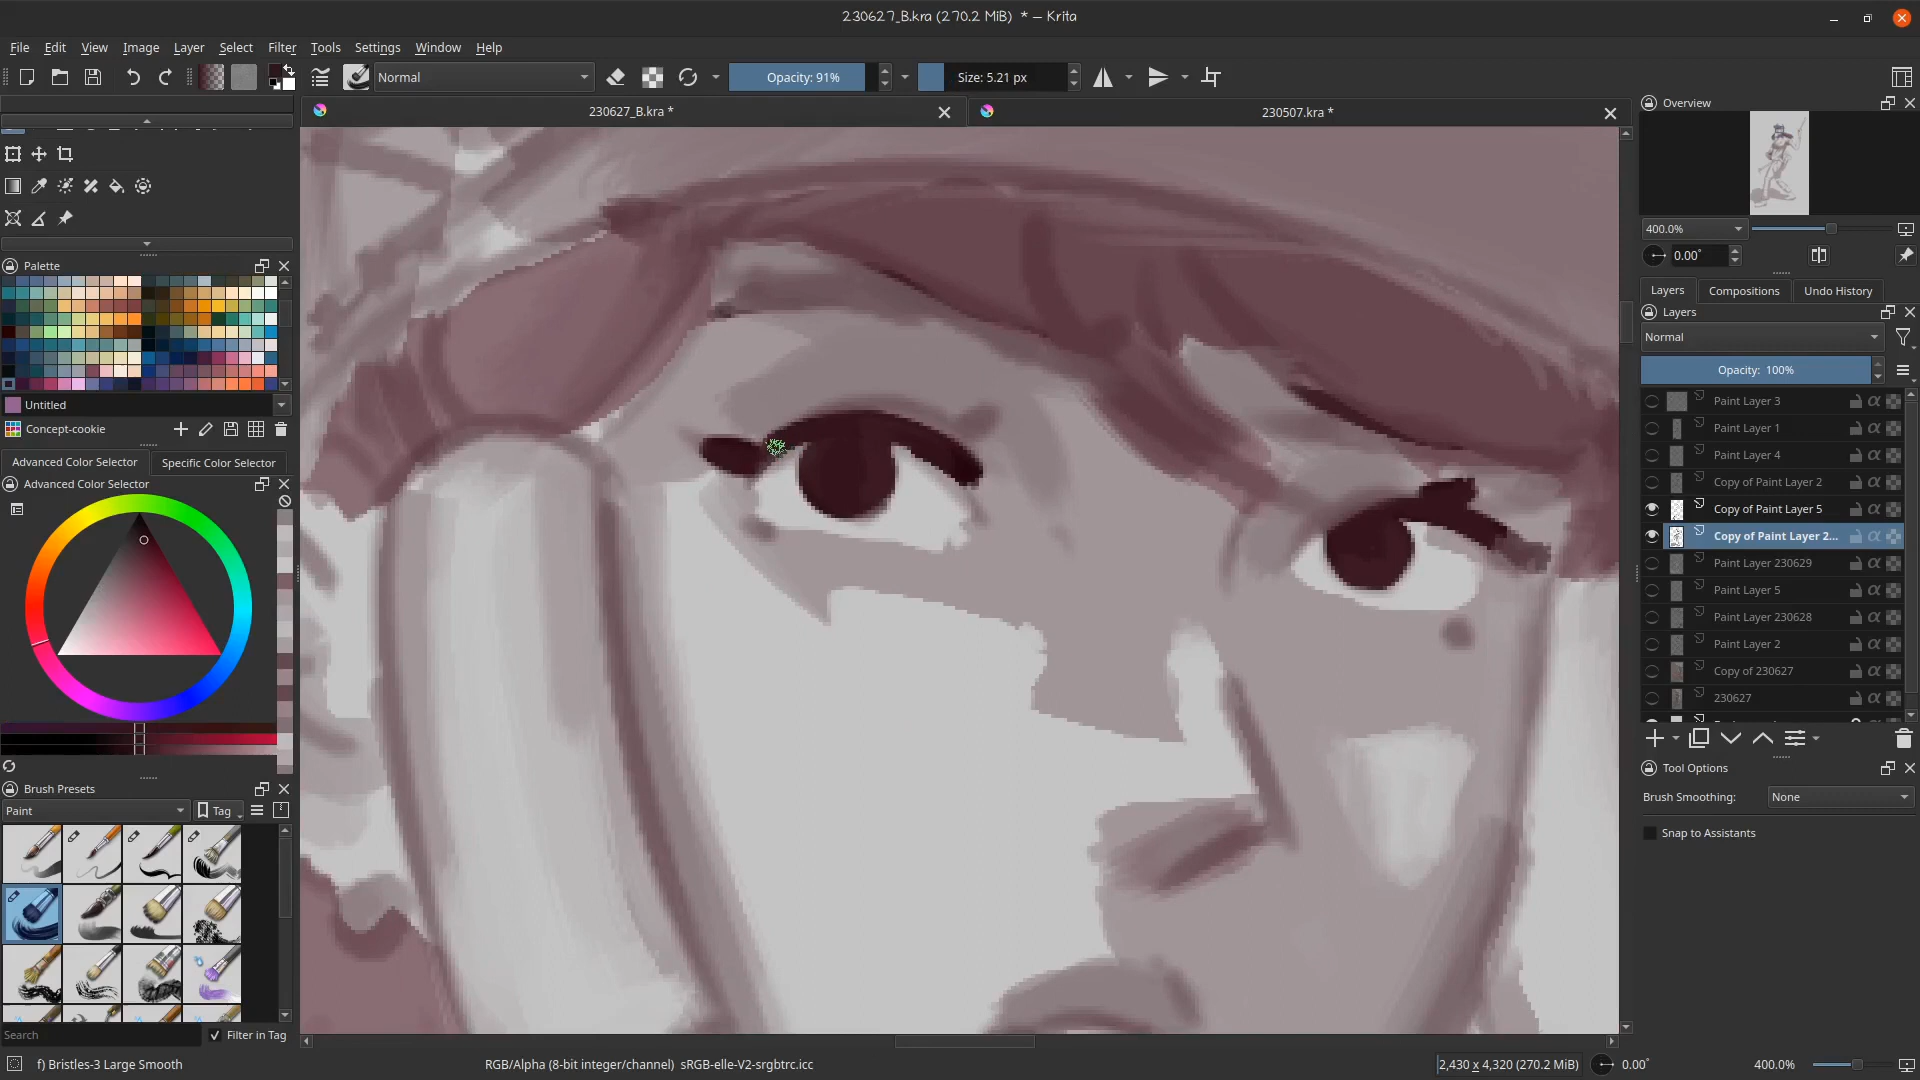 230627_B.kra (270.2 MiB) * — Krita
File Edit View Image Layer Select Filter Tools Settings Window Help
Normal
Opacity: 91%
Size: 5.21 px
230627_B.kra *
230507.kra *
Overview
400.0%
0.00°
Palette
Untitled
Concept-cookie
Advanced Color Selector
Specific Color Selector
Advanced Color Selector
Brush Presets
Paint
Tag
Search
Filter in Tag
Layers Compositions Undo History
Layers
Normal
Opacity: 100%
Paint Layer 3
Paint Layer 1
Paint Layer 4
Copy of Paint Layer 2
Copy of Paint Layer 5
Copy of Paint Layer 2...
Paint Layer 230629
Paint Layer 5
Paint Layer 230628
Paint Layer 2
Copy of 230627
230627
Tool Options
Brush Smoothing: None
Snap to Assistants
f) Bristles-3 Large Smooth
RGB/Alpha (8-bit integer/channel) sRGB-elle-V2-srgbtrc.icc
2,430 x 4,320 (270.2 MiB)
0.00°
400.0%